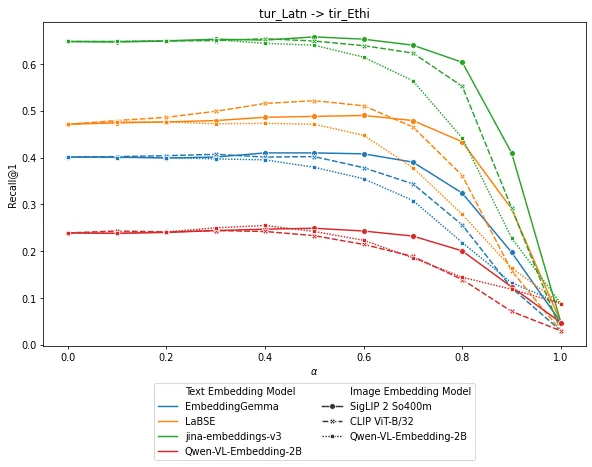 tur_Latn -> tir_Ethi
Recall@1
0.6
0.5
0.4
0.3
0.2
0.1
0.0
0.0 0.2 0.4 0.6 0.8 1.0
α
Text Embedding Model Image Embedding Model
EmbeddingGemma SigLIP 2 So400m
LaBSE CLIP ViT-B/32
jina-embeddings-v3 Qwen-VL-Embedding-2B
Qwen-VL-Embedding-2B